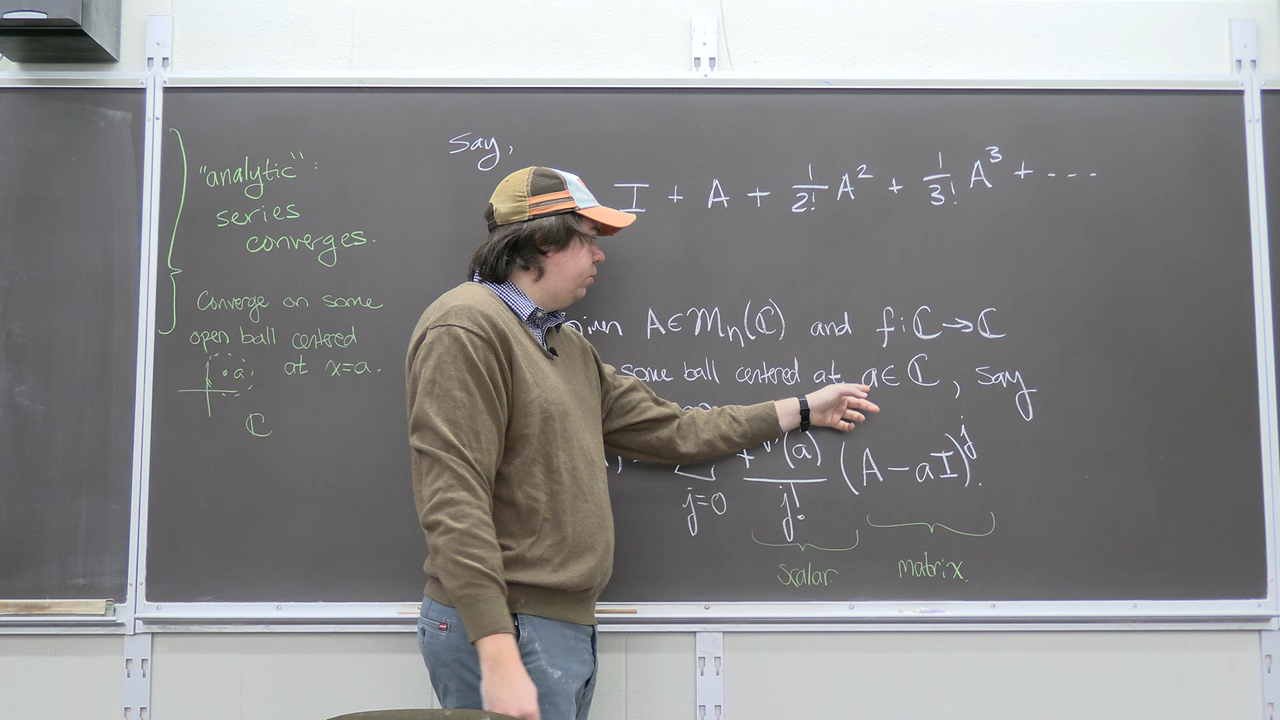 "analytic":
series
converges.
Converge on some
open ball centered
at x=a.
a
ℂ
Say,
I + A + 1/2! A² + 1/3! A³ + ----
A∈Mₙ(ℂ) and f:ℂ→ℂ
some ball centered at a∈ℂ, say
j=0 (a)/j! (A-aI)^j.
scalar. matrix.